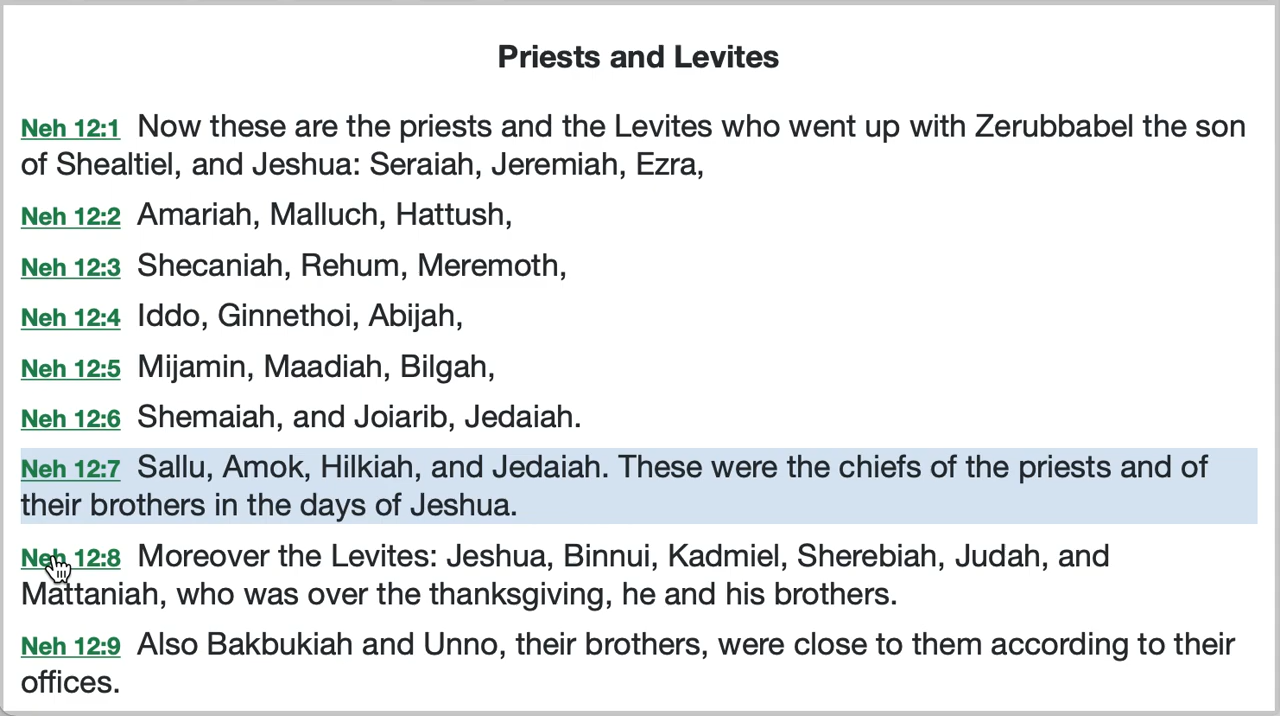 Priests and Levites
Neh 12:1 Now these are the priests and the Levites who went up with Zerubbabel the son
of Shealtiel, and Jeshua: Seraiah, Jeremiah, Ezra,
Neh 12:2 Amariah, Malluch, Hattush,
Neh 12:3 Shecaniah, Rehum, Meremoth,
Neh 12:4 Iddo, Ginnethoi, Abijah,
Neh 12:5 Mijamin, Maadiah, Bilgah,
Neh 12:6 Shemaiah, and Joiarib, Jedaiah.
Neh 12:7 Sallu, Amok, Hilkiah, and Jedaiah. These were the chiefs of the priests and of
their brothers in the days of Jeshua.
Neh 12:8 Moreover the Levites: Jeshua, Binnui, Kadmiel, Sherebiah, Judah, and
Mattaniah, who was over the thanksgiving, he and his brothers.
Neh 12:9 Also Bakbukiah and Unno, their brothers, were close to them according to their
offices.